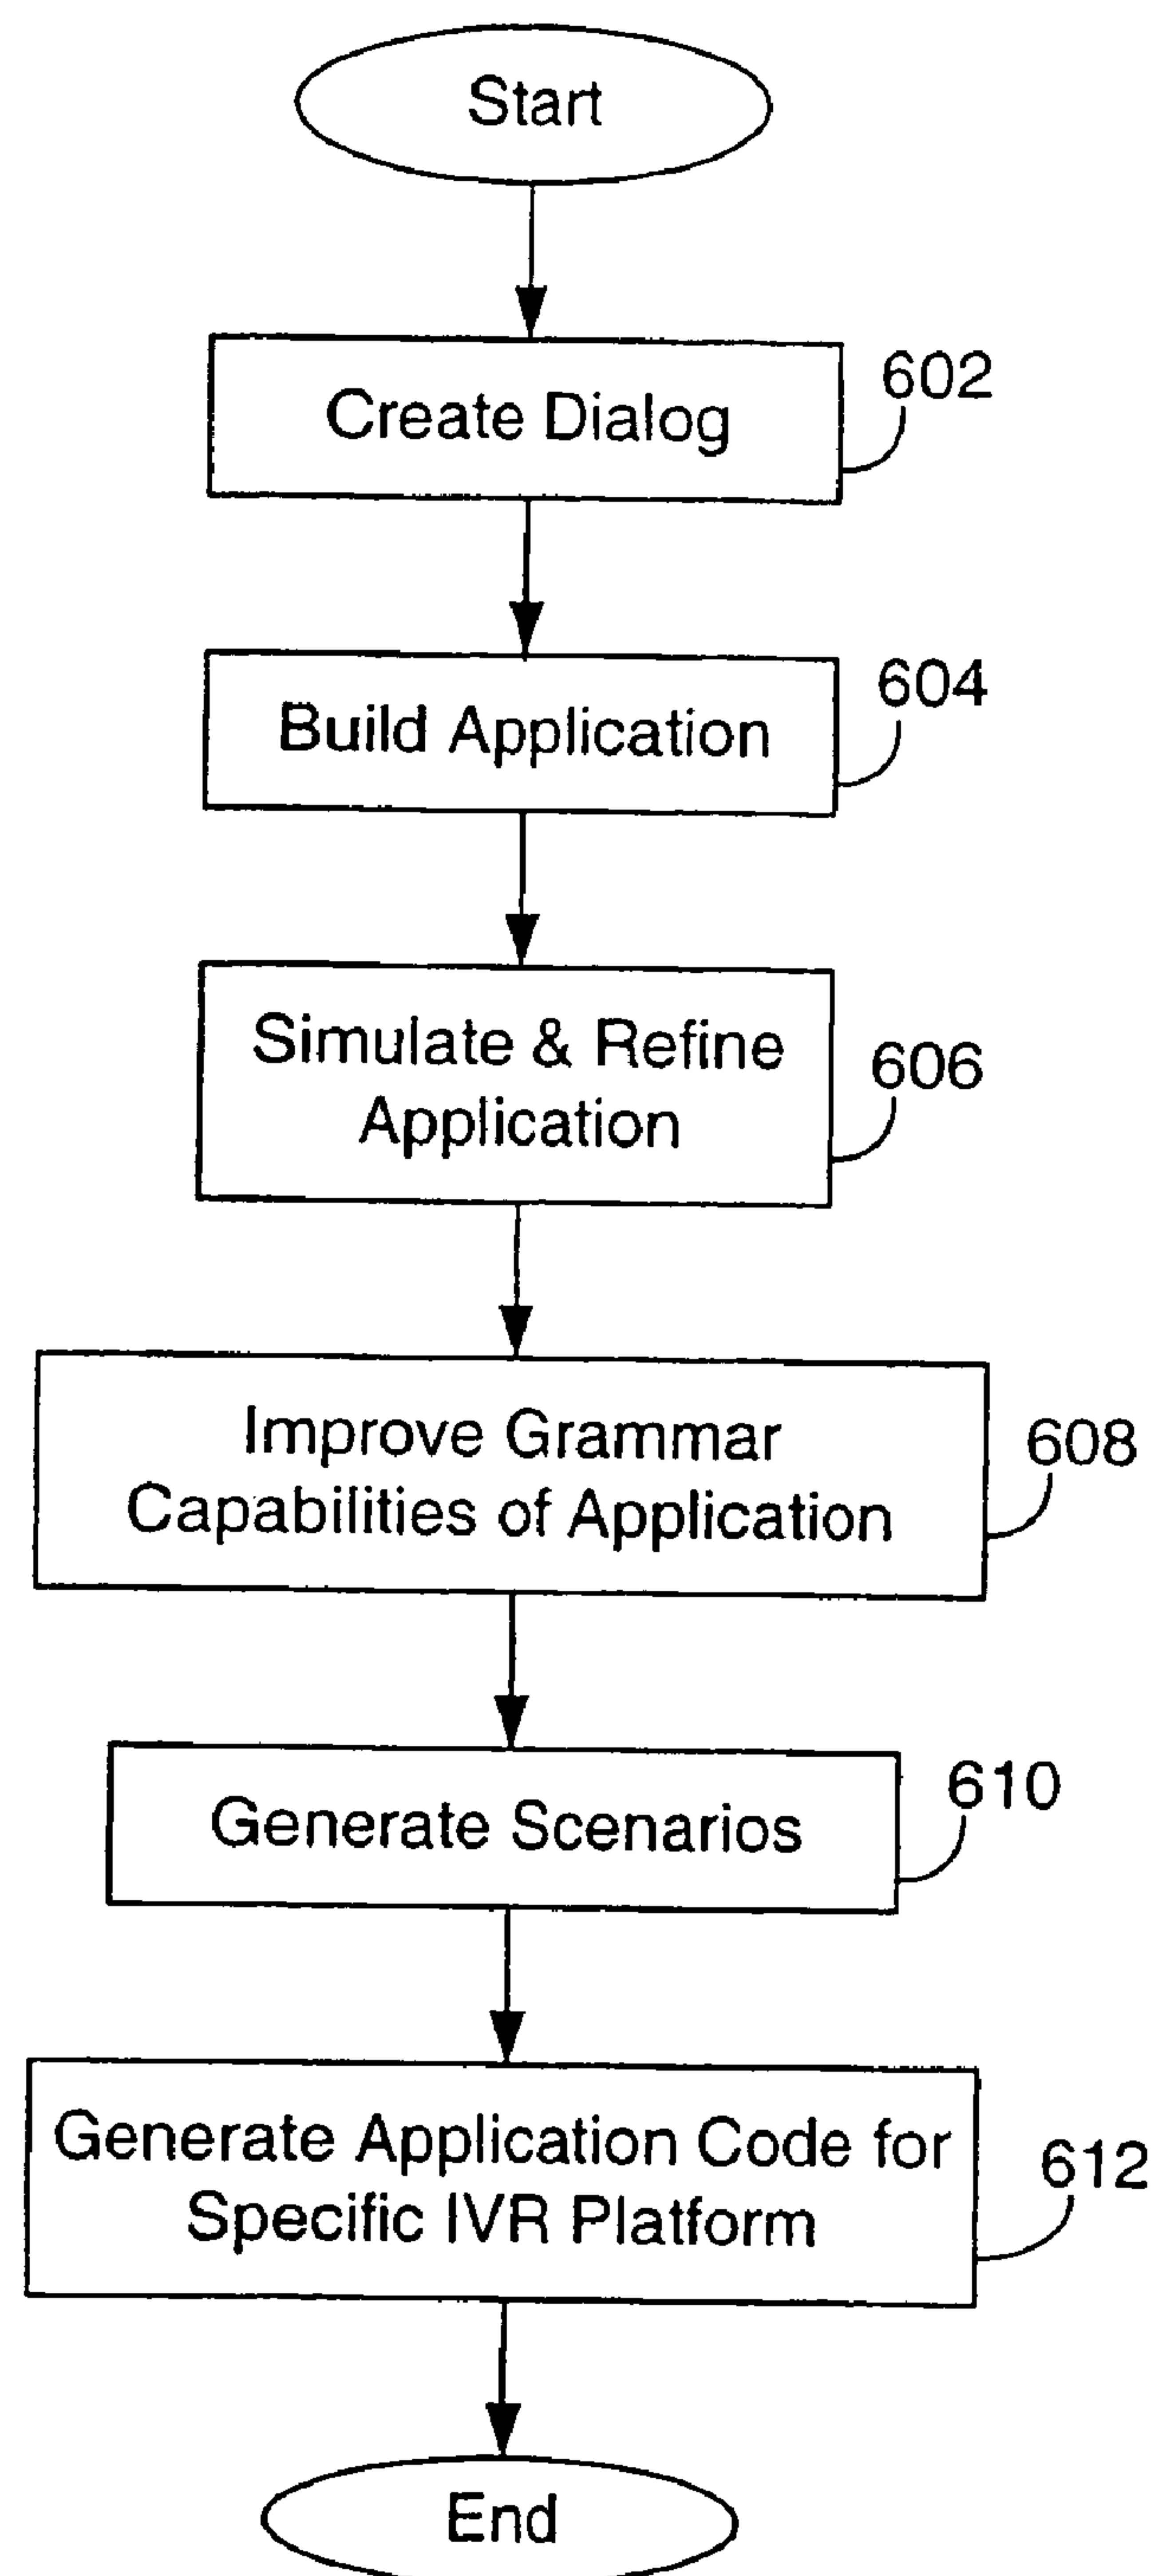 Start
Create Dialog
602
Build Application
604
Simulate & Refine
Application
606
Improve Grammar
Capabilities of Application
608
Generate Scenarios
610
Generate Application Code for
Specific IVR Platform
612
End